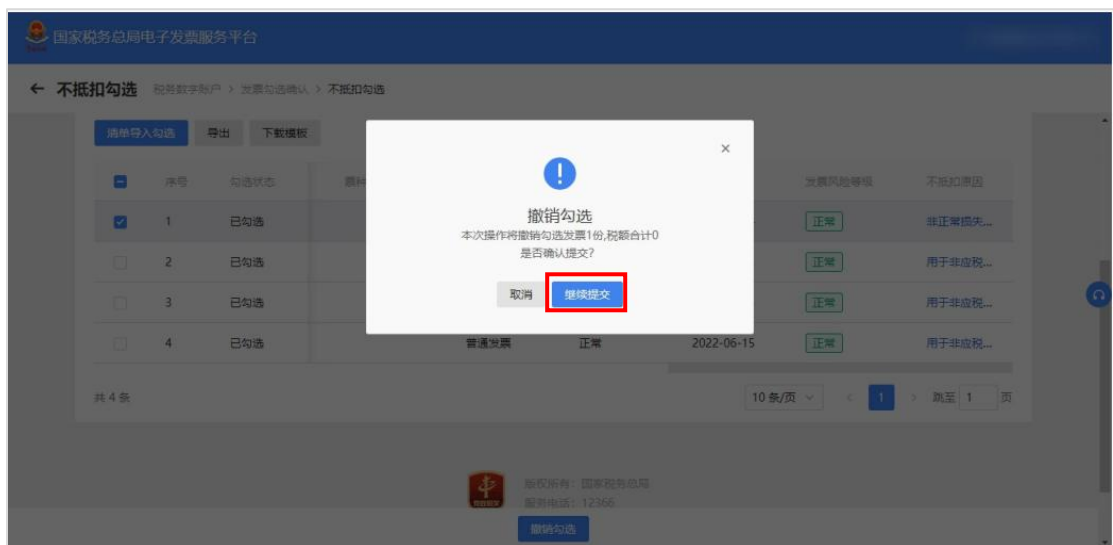 国家税务总局电子发票服务平台
← 不抵扣勾选 税务数字账户 > 发票勾选确认 > 不抵扣勾选
清单导入勾选 导出 下载模板
×
序号 勾选状态 票种 发票风险等级 不抵扣原因
撤销勾选
1 已勾选 正常 非正常损失...
本次操作将撤销勾选发票1份,税额合计0
是否确认提交?
2 已勾选 正常 用于非应税...
取消 继续提交
3 已勾选 正常 用于非应税...
4 已勾选 普通发票 正常 2022-06-15 正常 用于非应税...
共 4 条 10 条/页 < 1 > 跳至 1 页
版权所有：国家税务总局
服务电话：12366
撤销勾选